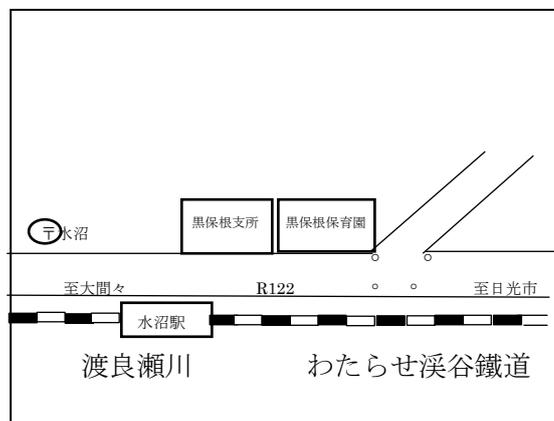 黒保根支所 黒保根保育園
〒水沼
至大間々 R122 至日光市
水沼駅
渡良瀬川 わたらせ渓谷鐵道